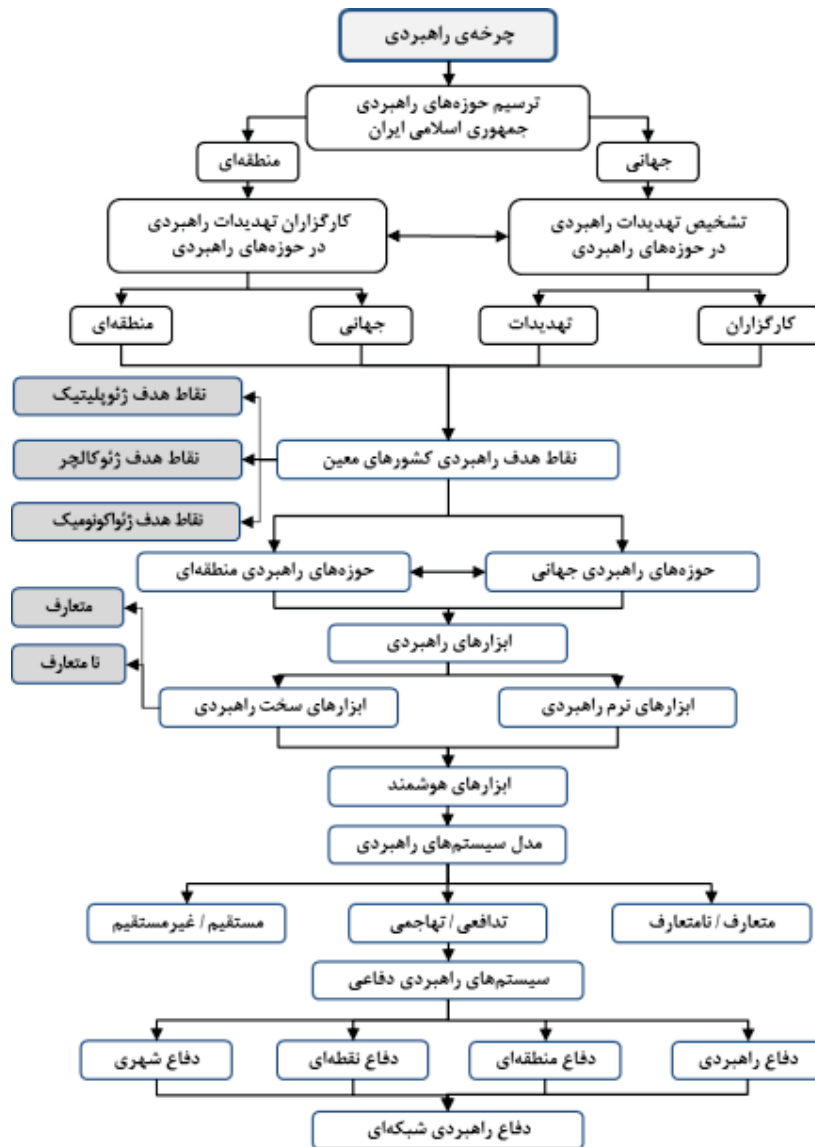 چرخه‌ی راهبردی
ترسیم حوزه‌های راهبردی
جمهوری اسلامی ایران
جهانی
منطقه‌ای
تشخیص تهدیدات راهبردی
در حوزه‌های راهبردی
کارگزاران تهدیدات راهبردی
در حوزه‌های راهبردی
کارگزاران
تهدیدات
جهانی
منطقه‌ای
نقاط هدف ژئوپلیتیک
نقاط هدف راهبردی کشورهای معین
نقاط هدف ژئوکالچر
نقاط هدف ژئواکونومیک
حوزه‌های راهبردی جهانی
حوزه‌های راهبردی منطقه‌ای
متعارف
ابزارهای راهبردی
نا متعارف
ابزارهای نرم راهبردی
ابزارهای سخت راهبردی
ابزارهای هوشمند
مدل سیستم‌های راهبردی
متعارف / نامتعارف
تدافعی / تهاجمی
مستقیم / غیرمستقیم
سیستم‌های راهبردی دفاعی
دفاع راهبردی
دفاع منطقه‌ای
دفاع نقطه‌ای
دفاع شهری
دفاع راهبردی شبکه‌ای